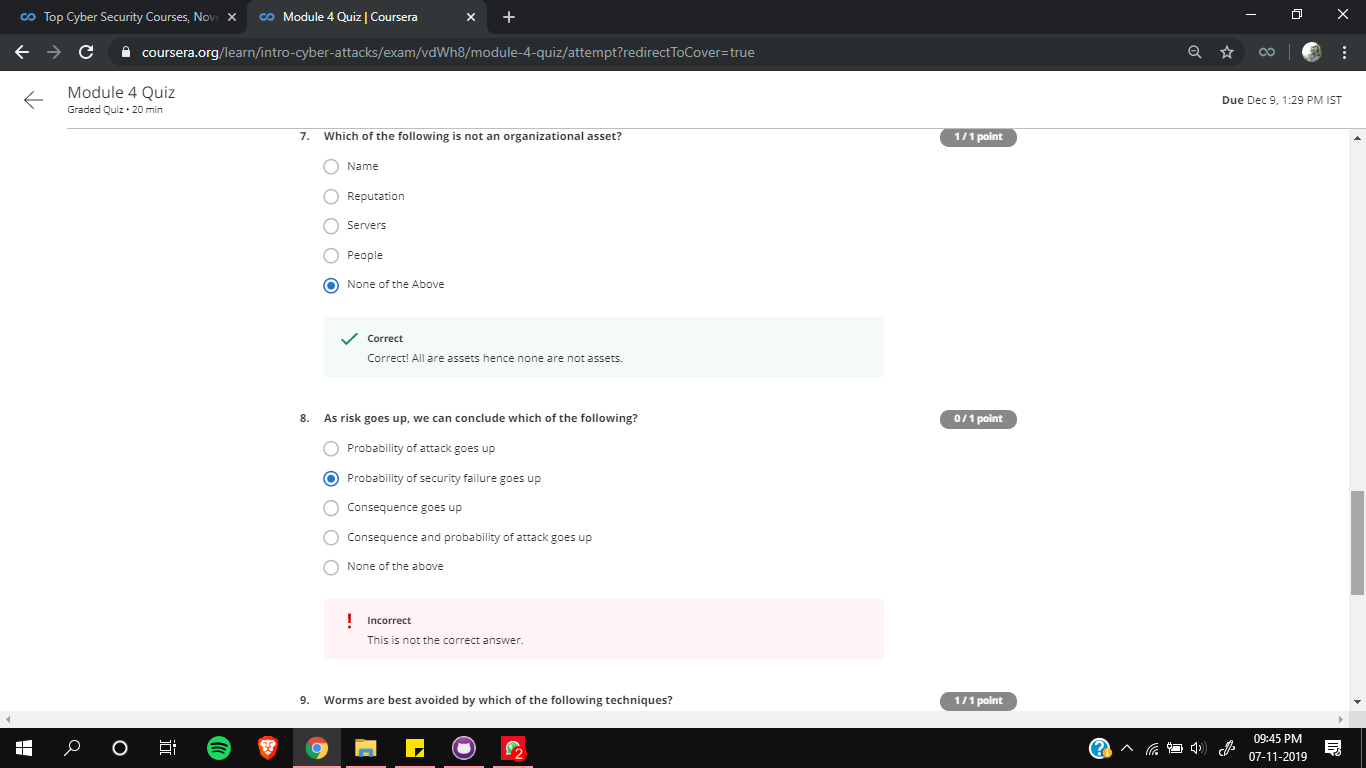 Top Cyber Security Courses, Nov
Module 4 Quiz | Coursera
coursera.org/learn/intro-cyber-attacks/exam/vdWh8/module-4-quiz/attempt?redirectToCover=true
Module 4 Quiz
Graded Quiz • 20 min
Due Dec 9, 1:29 PM IST
7. Which of the following is not an organizational asset?
1 / 1 point
Name
Reputation
Servers
People
None of the Above
Correct
Correct! All are assets hence none are not assets.
8. As risk goes up, we can conclude which of the following?
0 / 1 point
Probability of attack goes up
Probability of security failure goes up
Consequence goes up
Consequence and probability of attack goes up
None of the above
Incorrect
This is not the correct answer.
9. Worms are best avoided by which of the following techniques?
1 / 1 point
2
09:45 PM
07-11-2019